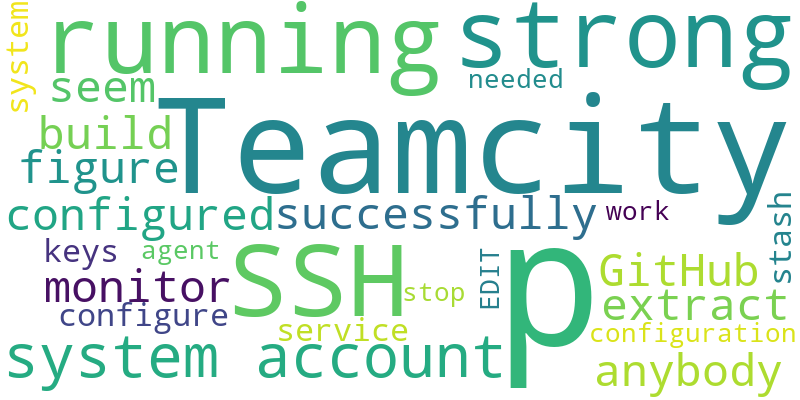 system
running
strong
needed
seem
Teamcity
build
figure
configured
successfully
work
stash
keys
agent
SSH
p
GitHub
monitor
stop
EDIT
extract
configure
service
configuration
system account
anybody